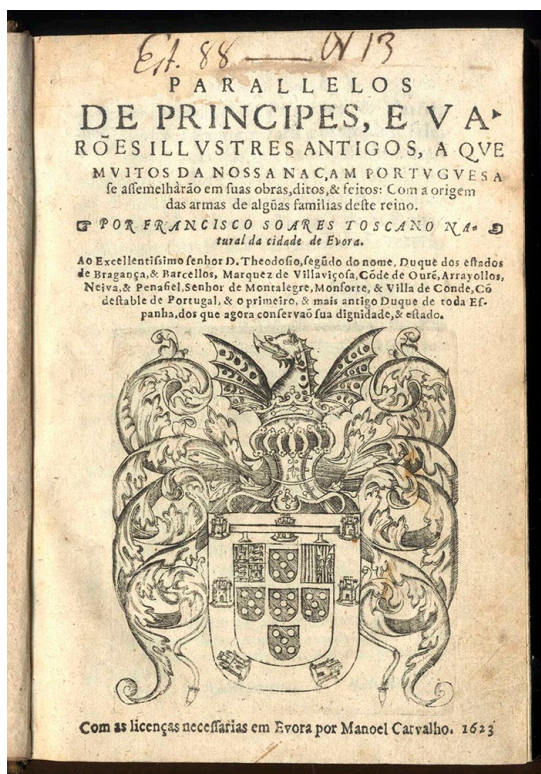 Est. 88 — N 13
PARALLELOS
DE PRINCIPES, E VA-
RÕES ILLVSTRES ANTIGOS, A QVE
MVITOS DA NOSSA NAÇAM PORTVGVESA
se assemelhàrão em suas obras, ditos, & feitos: Com a origem
das armas de algũas familias deste reino.
☞ POR FRANCISCO SOARES TOSCANO NA- ☜
tural da cidade de Evora.
Ao Excellentissimo senhor D. Theodosio, segũdo do nome, Duque dos estados
de Bragança, & Barcellos, Marquez de Villaviçosa, Cõde de Ourẽ, Arrayollos,
Neiva, & Penafiel, Senhor de Montalegre, Monforte, & Villa de Conde, Cõ
destable de Portugal, & o primeiro, & mais antigo Duque de toda Es-
panha, dos que agora conservaõ sua dignidade, & estado.
Com as licenças necessarias em Evora por Manoel Carvalho. 1623